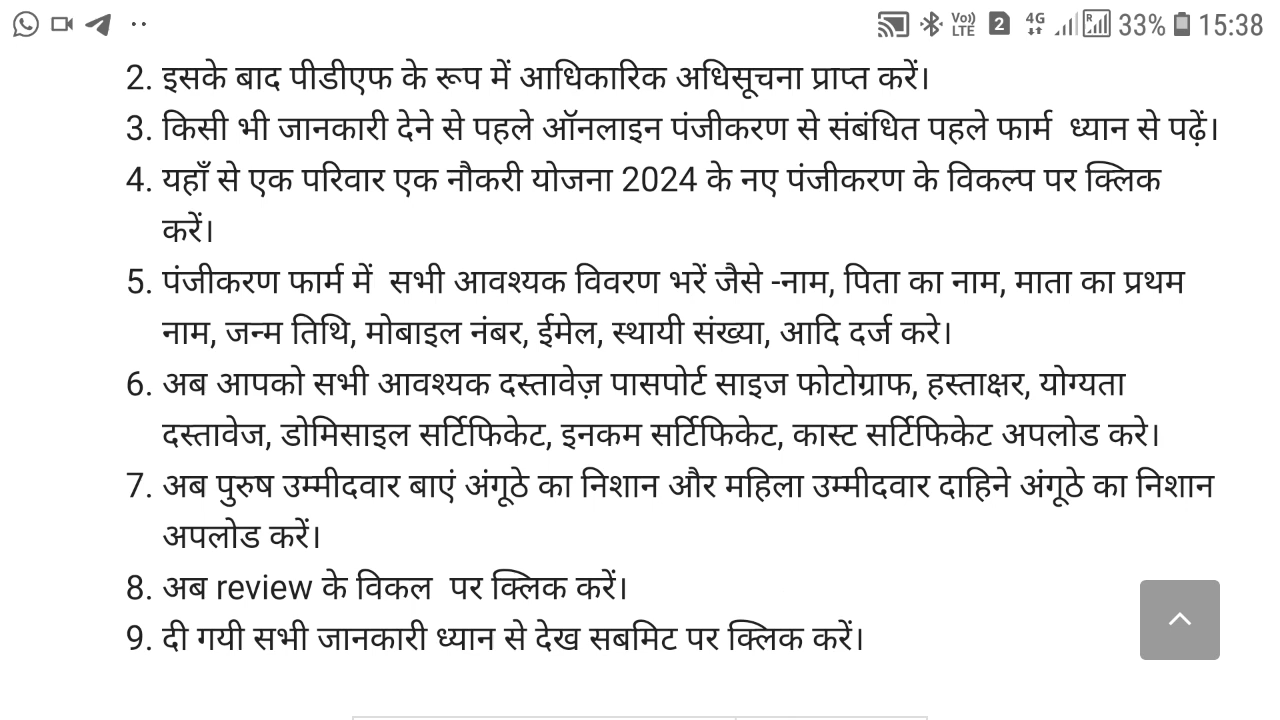 Vo)) LTE 2 4G R 33% 15:38
2. इसके बाद पीडीएफ के रूप में आधिकारिक अधिसूचना प्राप्त करें।
3. किसी भी जानकारी देने से पहले ऑनलाइन पंजीकरण से संबंधित पहले फार्म ध्यान से पढ़ें।
4. यहाँ से एक परिवार एक नौकरी योजना 2024 के नए पंजीकरण के विकल्प पर क्लिक
करें।
5. पंजीकरण फार्म में सभी आवश्यक विवरण भरें जैसे -नाम, पिता का नाम, माता का प्रथम
नाम, जन्म तिथि, मोबाइल नंबर, ईमेल, स्थायी संख्या, आदि दर्ज करे।
6. अब आपको सभी आवश्यक दस्तावेज़ पासपोर्ट साइज फोटोग्राफ, हस्ताक्षर, योग्यता
दस्तावेज, डोमिसाइल सर्टिफिकेट, इनकम सर्टिफिकेट, कास्ट सर्टिफिकेट अपलोड करे।
7. अब पुरुष उम्मीदवार बाएं अंगूठे का निशान और महिला उम्मीदवार दाहिने अंगूठे का निशान
अपलोड करें।
8. अब review के विकल पर क्लिक करें।
9. दी गयी सभी जानकारी ध्यान से देख सबमिट पर क्लिक करें।